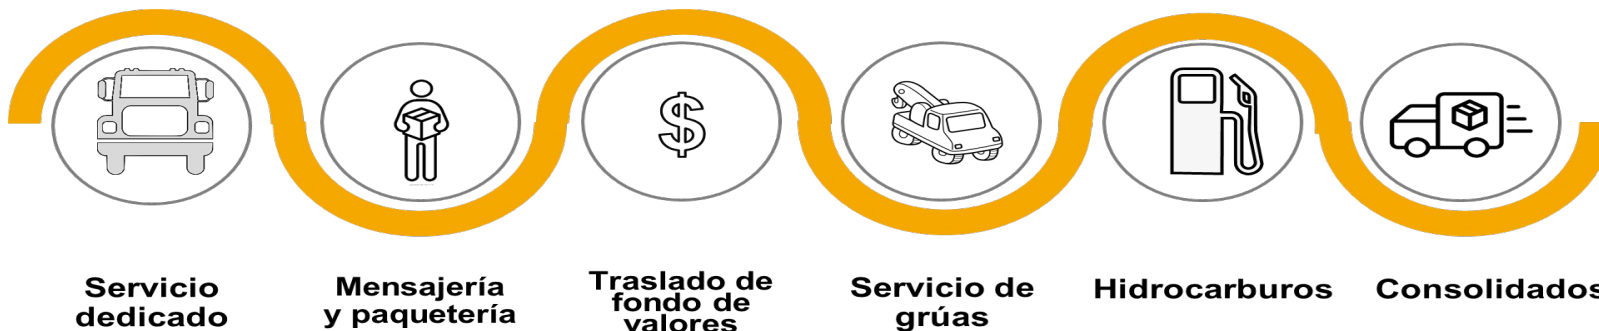 Servicio
dedicado
Mensajería
y paquetería
Traslado de
fondo de
valores
Servicio de
grúas
Hidrocarburos
Consolidados